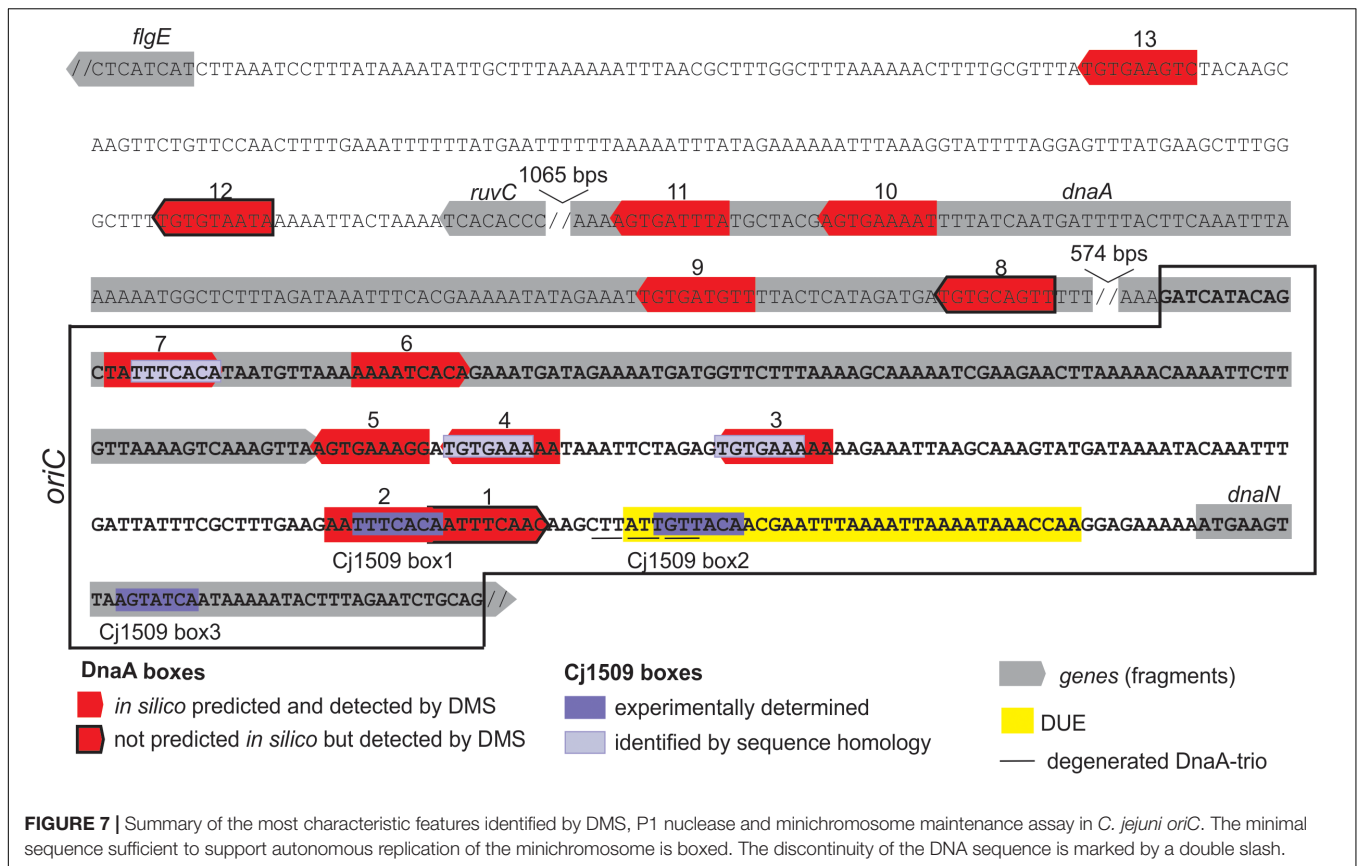 flgE
13
//CTCATCATCTTAAATCCTTTATAAAATATTGCTTTAAAAAATTTAACGCTTTGGCTTTAAAAAACTTTTGCGTTTATGTGAAGTCTACAAGC
AAGTTCTGTTCCAACTTTTGAAATTTTTTATGAATTTTTTAAAAATTTATAGAAAAAATTTAAAGGTATTTTAGGAGTTTATGAAGCTTTGG
12 ruvC 1065 bps 11 10 dnaA
GCTTTTGTGTAATAAAAATTACTAAAATCACACCC//AAAAGTGATTTATGCTACGAGTGAAAATTTTATCAATGATTTTACTTCAAATTTA
9 8 574 bps
AAAAATGGCTCTTTAGATAAATTTCACGAAAAATATAGAAATTGTGATGTTTTACTCATAGATGATGTGCAGTTTTT//AAAGATCATACAG
7 6
CTATTTCACATAATGTTAAAAAAATCACAGAAATGATAGAAAATGATGGTTCTTTAAAAGCAAAAATCGAAGAACTTAAAAACAAAATTCTT
5 4 3
GTTAAAAGTCAAAGTTAAGTGAAAGGATGTGAAAAATAAATTCTAGAGTGTGAAAAAAAGAAATTAAGCAAAGTATGATAAAATACAAATTT
oriC
2 1 dnaN
GATTATTTCGCTTTGAAGAATTTCACAATTTCAACAAGCTTATTGTTACAACGAATTTAAAATTAAAATAAACCAAGGAGAAAAAATGAAGT
Cj1509 box1 Cj1509 box2
TAAGTATCAATAAAAATACTTTAGAATCTGCAG//
Cj1509 box3
DnaA boxes
in silico predicted and detected by DMS
not predicted in silico but detected by DMS
Cj1509 boxes
experimentally determined
identified by sequence homology
genes (fragments)
DUE
degenerated DnaA-trio
FIGURE 7 | Summary of the most characteristic features identified by DMS, P1 nuclease and minichromosome maintenance assay in C. jejuni oriC. The minimal
sequence sufficient to support autonomous replication of the minichromosome is boxed. The discontinuity of the DNA sequence is marked by a double slash.